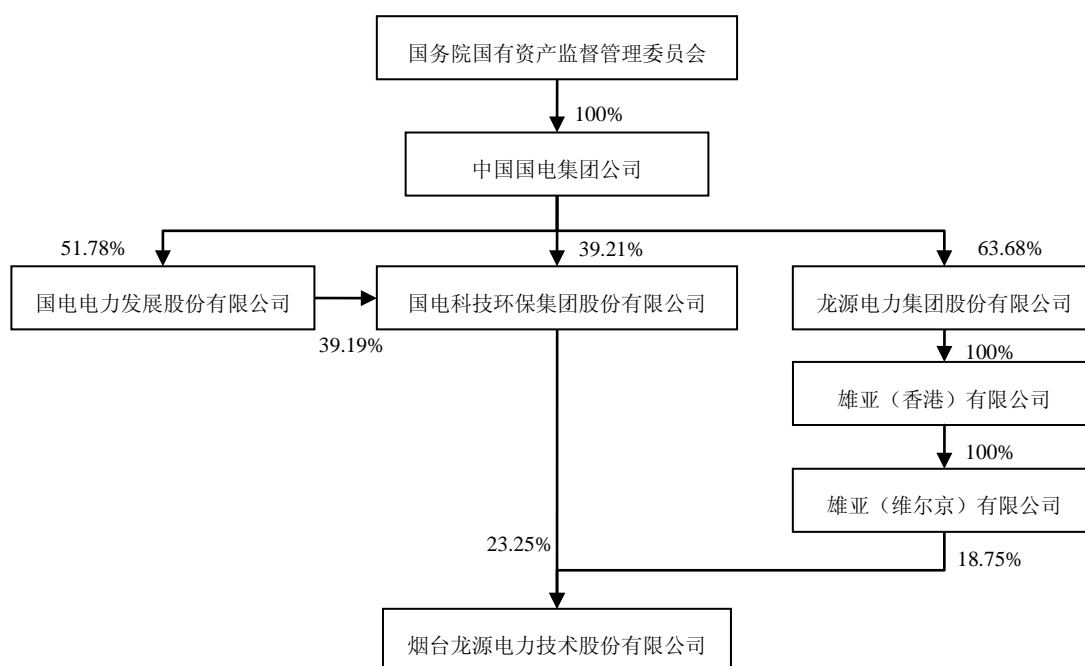 国务院国有资产监督管理委员会
100%
中国国电集团公司
51.78%
39.21%
63.68%
国电电力发展股份有限公司
国电科技环保集团股份有限公司
龙源电力集团股份有限公司
39.19%
100%
雄亚（香港）有限公司
100%
雄亚（维尔京）有限公司
23.25%
18.75%
烟台龙源电力技术股份有限公司